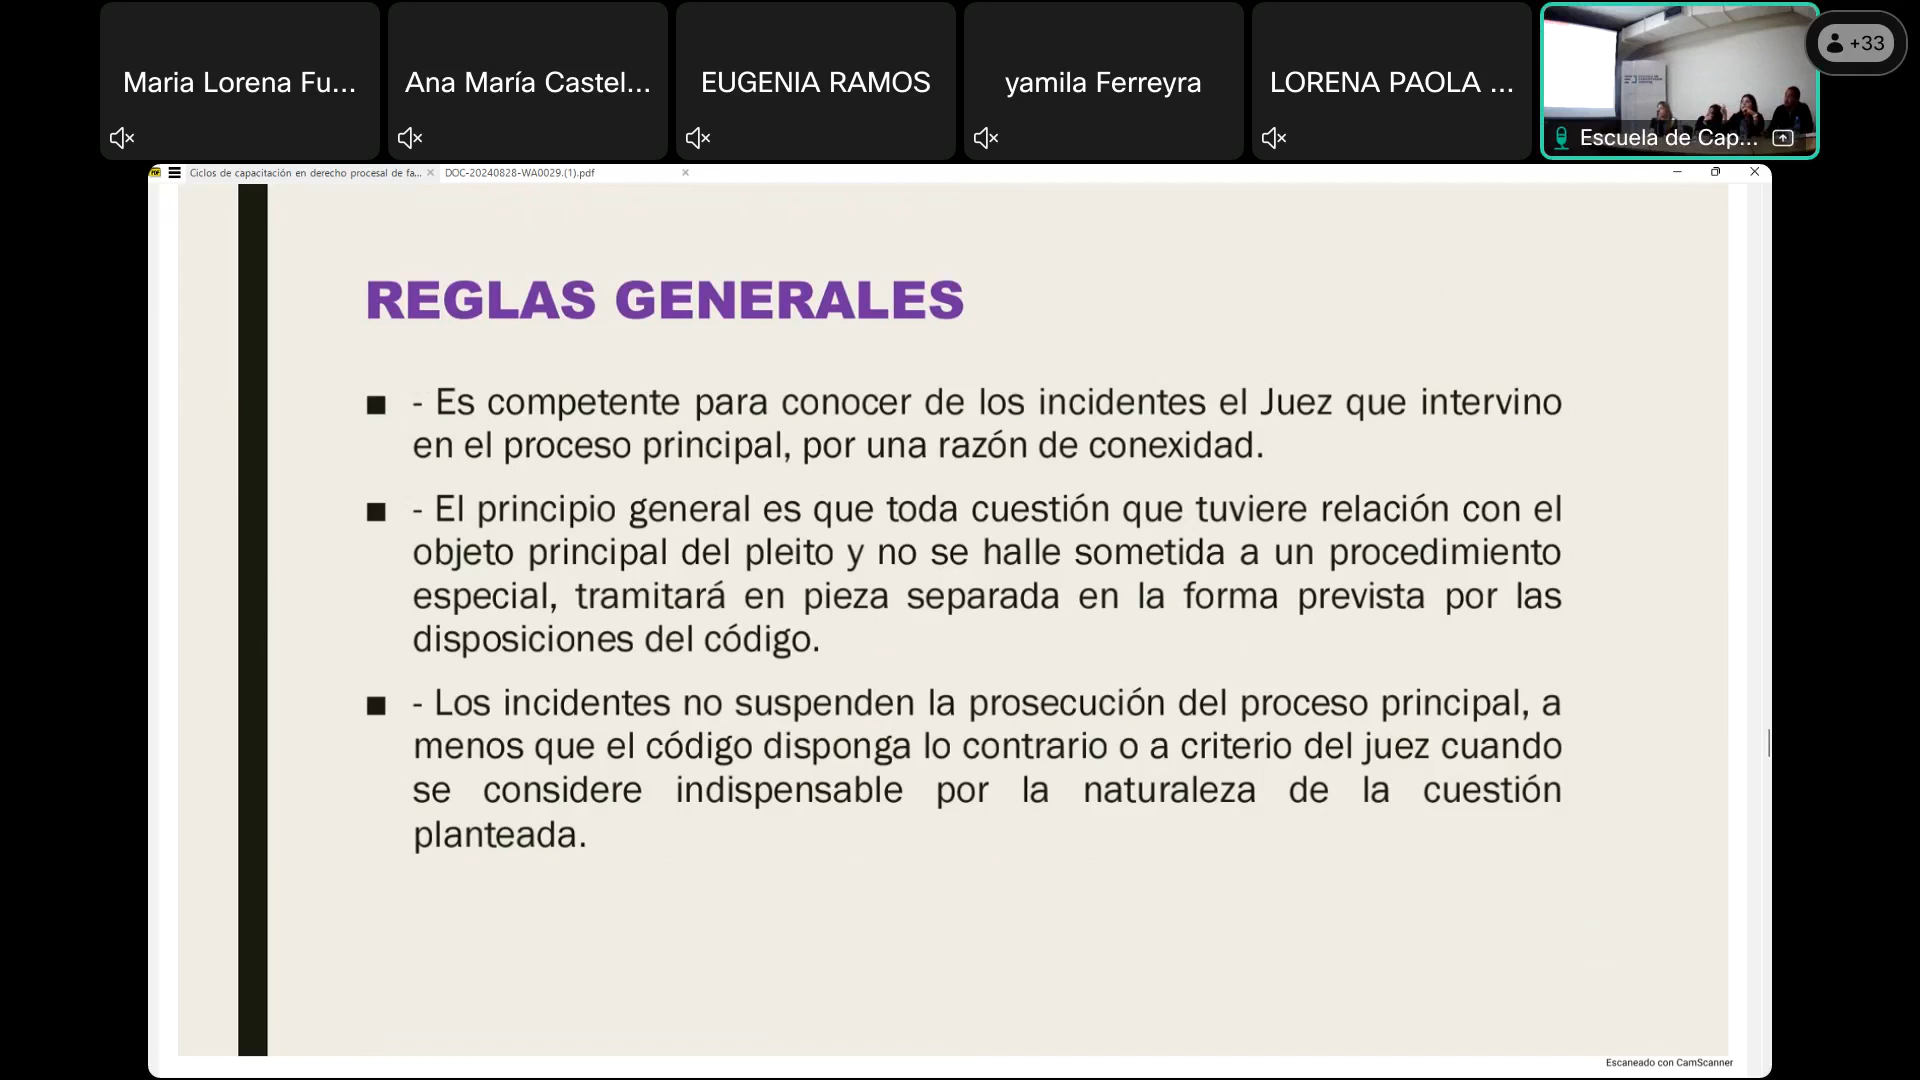 Maria Lorena Fu...
Ana María Castel...
EUGENIA RAMOS
yamila Ferreyra
LORENA PAOLA ...
Escuela de Cap...
+33
Ciclos de capacitación en derecho procesal de fa...
DOC-20240828-WA0029.(1).pdf
REGLAS GENERALES
■ - Es competente para conocer de los incidentes el Juez que intervino
en el proceso principal, por una razón de conexidad.
■ - El principio general es que toda cuestión que tuviere relación con el
objeto principal del pleito y no se halle sometida a un procedimiento
especial, tramitará en pieza separada en la forma prevista por las
disposiciones del código.
■ - Los incidentes no suspenden la prosecución del proceso principal, a
menos que el código disponga lo contrario o a criterio del juez cuando
se considere indispensable por la naturaleza de la cuestión
planteada.
Escaneado con CamScanner